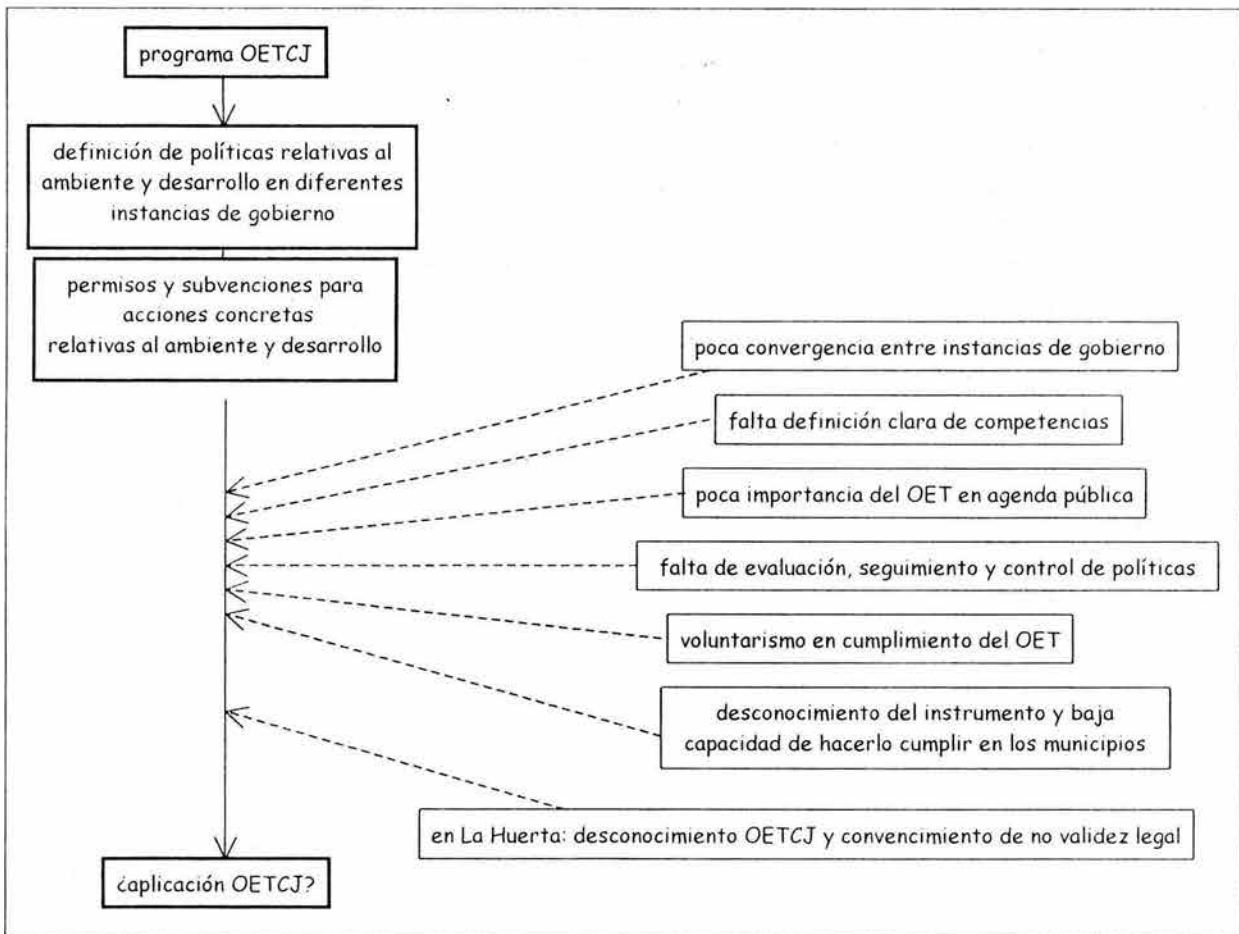 programa OETCJ
definición de políticas relativas al
ambiente y desarrollo en diferentes
instancias de gobierno
permisos y subvenciones para
acciones concretas
relativas al ambiente y desarrollo
poca convergencia entre instancias de gobierno
falta definición clara de competencias
poca importancia del OET en agenda pública
falta de evaluación, seguimiento y control de políticas
voluntarismo en cumplimiento del OET
desconocimiento del instrumento y baja
capacidad de hacerlo cumplir en los municipios
en La Huerta: desconocimiento OETCJ y convencimiento de no validez legal
¿aplicación OETCJ?